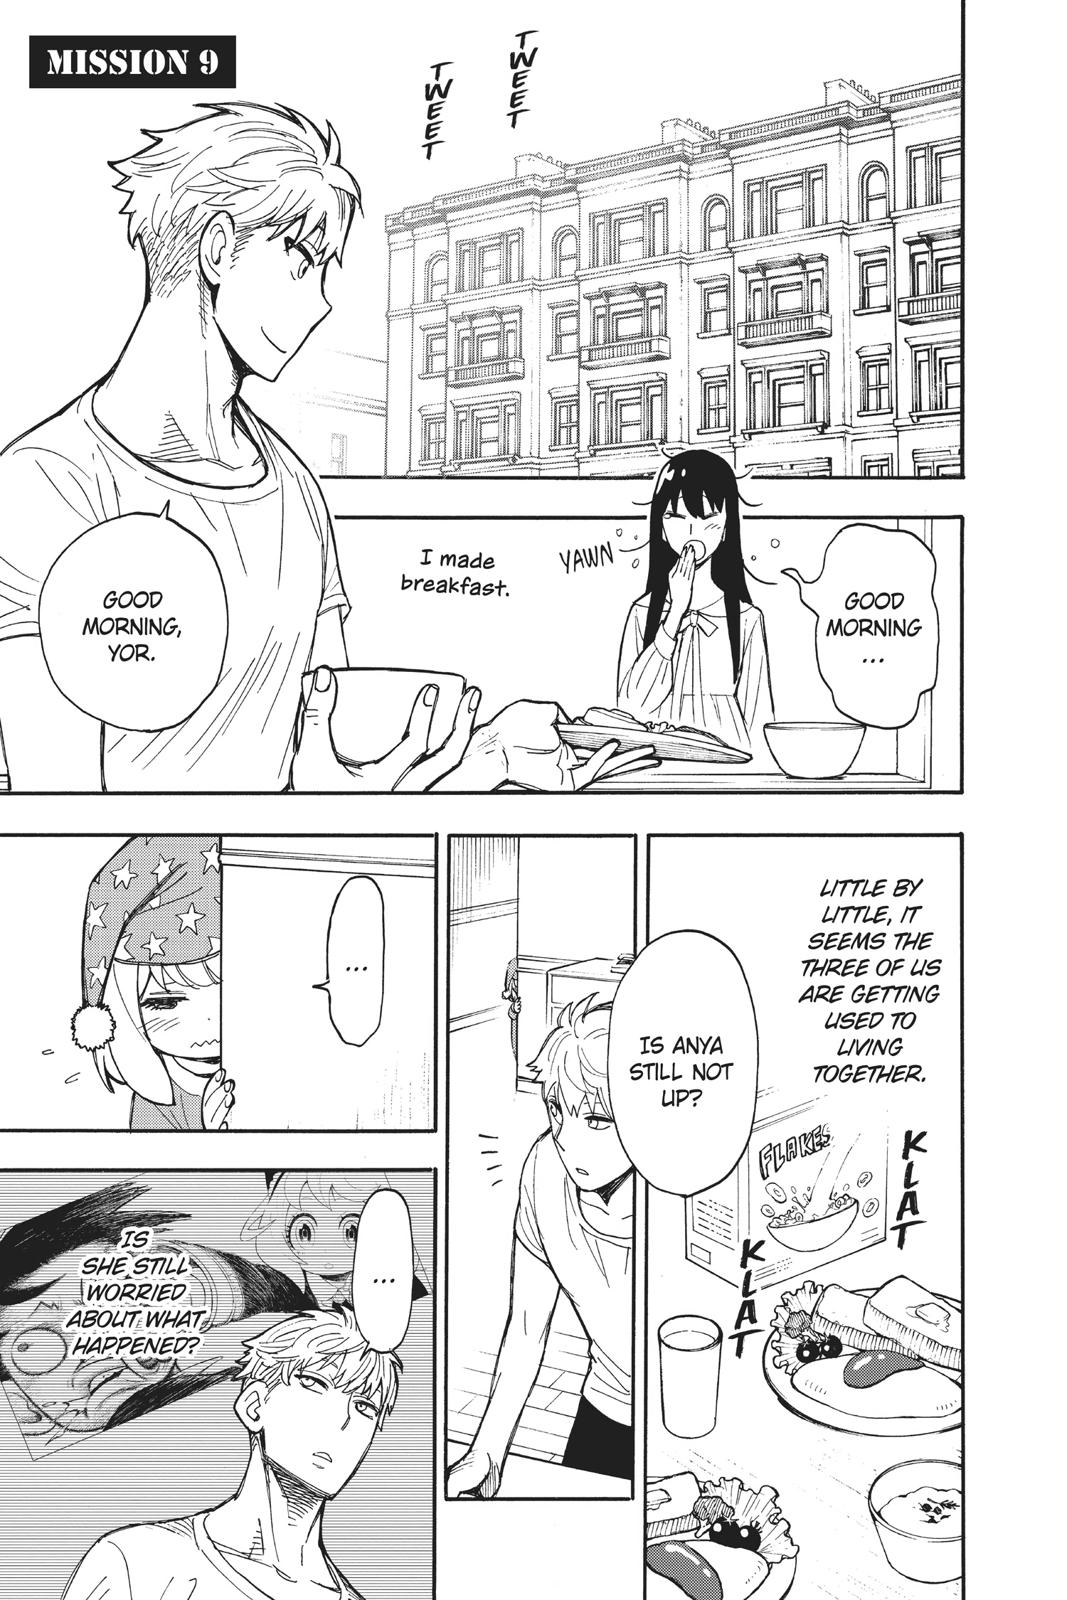 MISSION 9
TWEET
TWEET
GOOD
MORNING
...
YAWN
I made
breakfast.
GOOD
MORNING,
YOR.
LITTLE BY
LITTLE, IT
SEEMS THE
THREE OF US
ARE GETTING
USED TO
LIVING
TOGETHER.
FLAKES
KLAT
KLAT
IS ANYA
STILL NOT
UP?
...
...
IS
SHE STILL
WORRIED
ABOUT WHAT
HAPPENED?